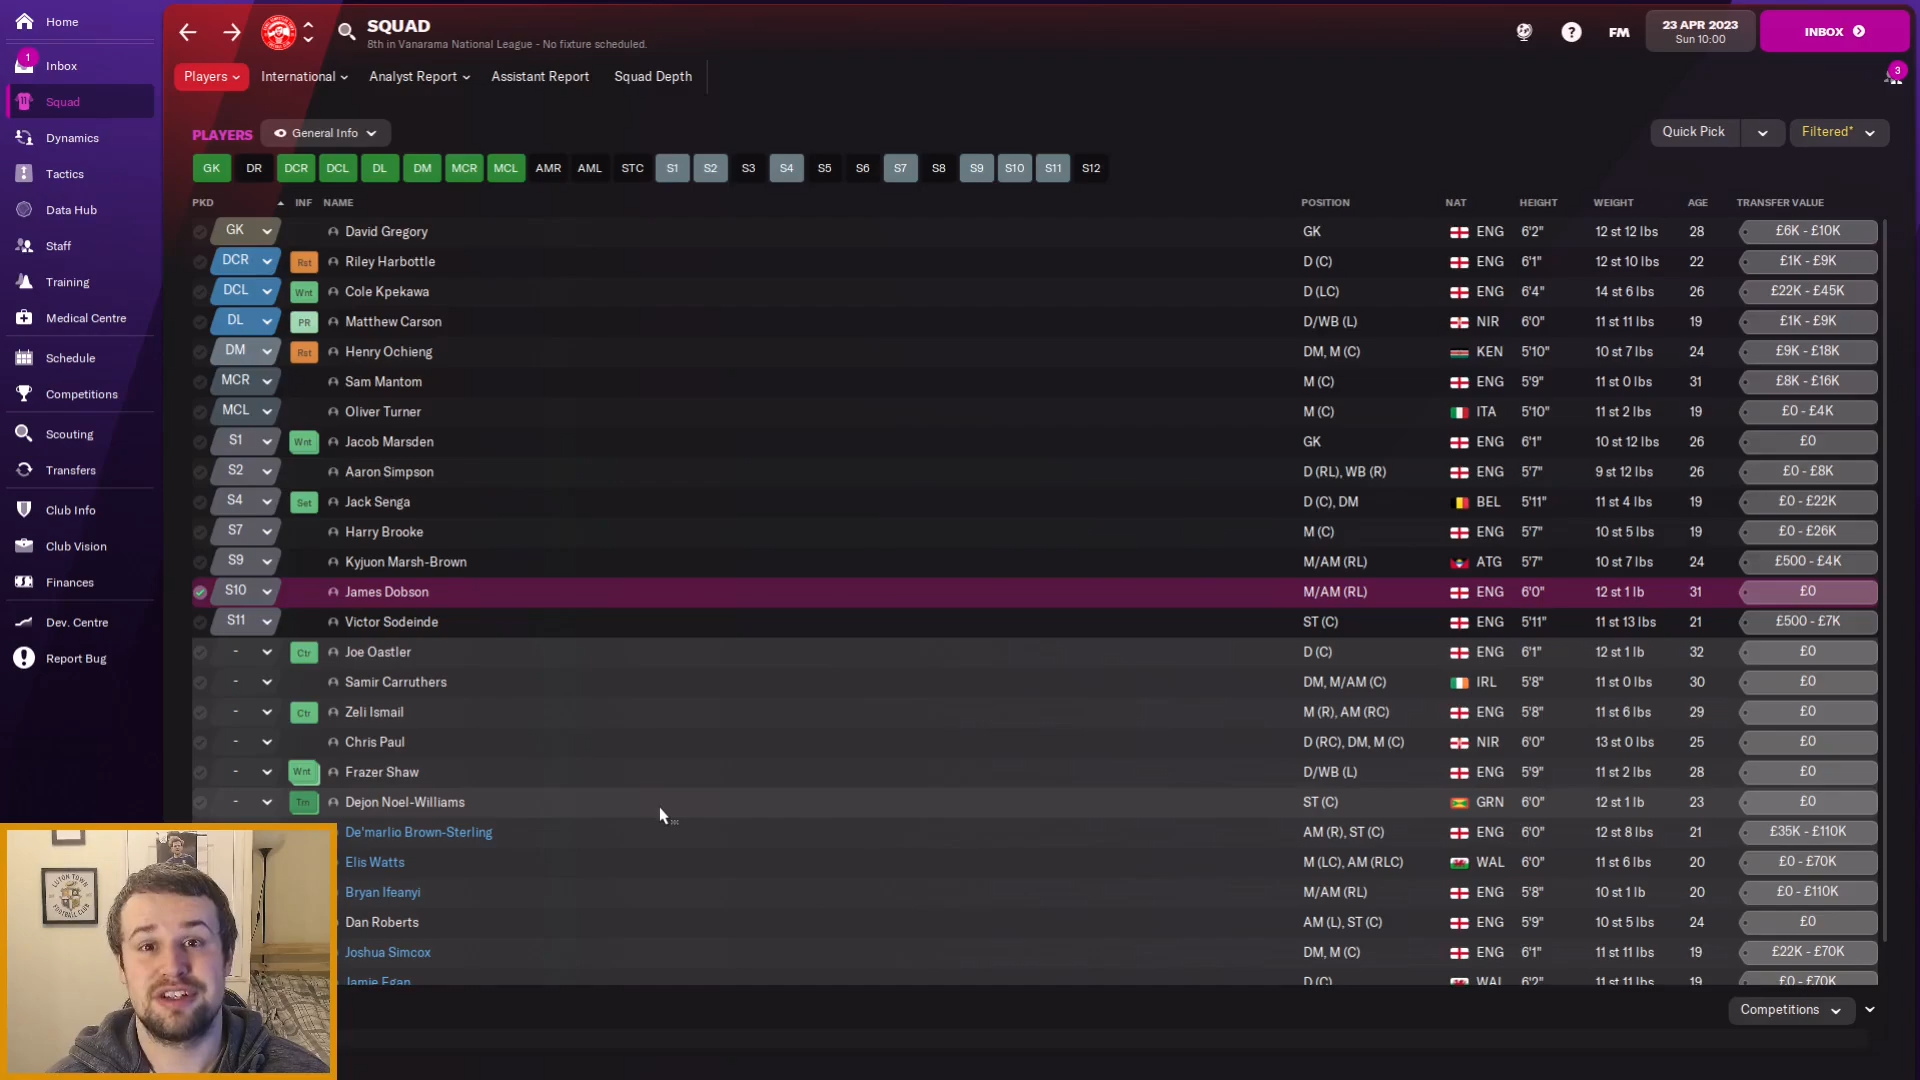 Home
1
Inbox
Squad
Dynamics
Tactics
Data Hub
Staff
Training
Medical Centre
Schedule
Competitions
Scouting
Transfers
Club Info
Club Vision
Finances
Dev. Centre
Report Bug
SQUAD
8th in Vanarama National League - No fixture scheduled.
FM
23 APR 2023
Sun 10:00
INBOX
3
Players International Analyst Report Assistant Report Squad Depth
PLAYERS General Info Quick Pick Filtered*
GK DR DCR DCL DL DM MCR MCL AMR AML STC S1 S2 S3 S4 S5 S6 S7 S8 S9 S10 S11 S12
PKD INF NAME POSITION NAT HEIGHT WEIGHT AGE TRANSFER VALUE
GK David Gregory GK ENG 6'2" 12 st 12 lbs 28 £6K - £10K
DCR Rst Riley Harbottle D (C) ENG 6'1" 12 st 10 lbs 22 £1K - £9K
DCL Wnt Cole Kpekawa D (LC) ENG 6'4" 14 st 6 lbs 26 £22K - £45K
DL PR Matthew Carson D/WB (L) NIR 6'0" 11 st 11 lbs 19 £1K - £9K
DM Rst Henry Ochieng DM, M (C) KEN 5'10" 10 st 7 lbs 24 £9K - £18K
MCR Sam Mantom M (C) ENG 5'9" 11 st 0 lbs 31 £8K - £16K
MCL Oliver Turner M (C) ITA 5'10" 11 st 2 lbs 19 £0 - £4K
S1 Wnt Jacob Marsden GK ENG 6'1" 10 st 12 lbs 26 £0
S2 Aaron Simpson D (RL), WB (R) ENG 5'7" 9 st 12 lbs 26 £0 - £8K
S4 Set Jack Senga D (C), DM BEL 5'11" 11 st 4 lbs 19 £0 - £22K
S7 Harry Brooke M (C) ENG 5'7" 10 st 5 lbs 19 £0 - £26K
S9 Kyjuon Marsh-Brown M/AM (RL) ATG 5'7" 10 st 7 lbs 24 £500 - £4K
S10 James Dobson M/AM (RL) ENG 6'0" 12 st 1 lb 31 £0
S11 Victor Sodeinde ST (C) ENG 5'11" 11 st 13 lbs 21 £500 - £7K
- Ctr Joe Oastler D (C) ENG 6'1" 12 st 1 lb 32 £0
- Samir Carruthers DM, M/AM (C) IRL 5'8" 11 st 0 lbs 30 £0
- Ctr Zeli Ismail M (R), AM (RC) ENG 5'8" 11 st 6 lbs 29 £0
- Chris Paul D (RC), DM, M (C) NIR 6'0" 13 st 0 lbs 25 £0
- Wnt Frazer Shaw D/WB (L) ENG 5'9" 11 st 2 lbs 28 £0
- Trn Dejon Noel-Williams ST (C) GRN 6'0" 12 st 1 lb 23 £0
De'marlio Brown-Sterling AM (R), ST (C) ENG 6'0" 12 st 8 lbs 21 £35K - £110K
Elis Watts M (LC), AM (RLC) WAL 6'0" 11 st 6 lbs 20 £0 - £70K
Bryan Ifeanyi M/AM (RL) ENG 5'8" 10 st 1 lb 20 £0 - £110K
Dan Roberts AM (L), ST (C) ENG 5'9" 10 st 5 lbs 24 £0
Joshua Simcox DM, M (C) ENG 6'1" 11 st 11 lbs 19 £22K - £70K
Jamie Egan D (C) WAL 6'2" 11 st 11 lbs 19 £0 - £70K
Competitions
LUTON TOWN
FOOTBALL CLUB